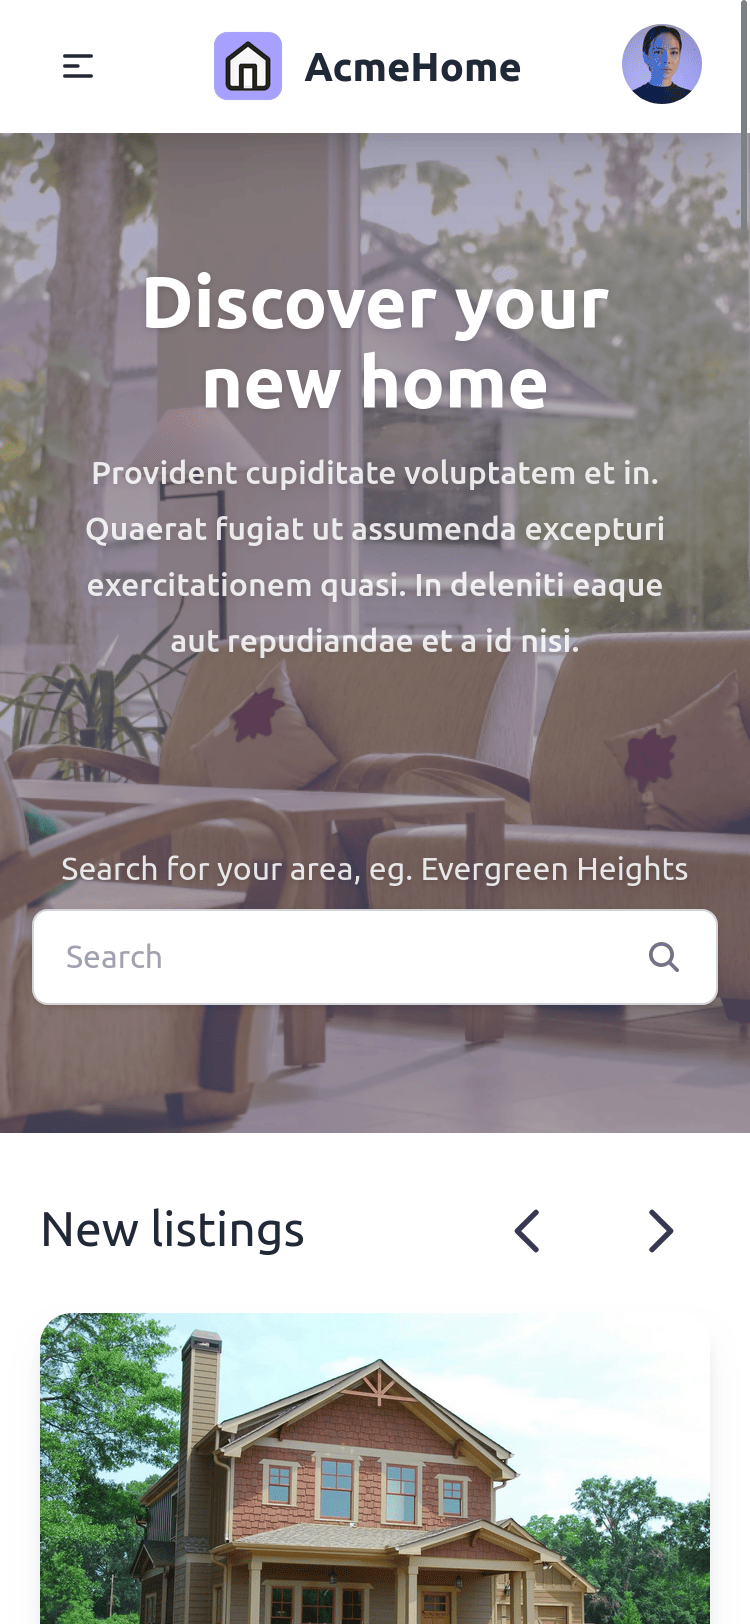 AcmeHome
Discover your
new home
Provident cupiditate voluptatem et in.
Quaerat fugiat ut assumenda excepturi
exercitationem quasi. In deleniti eaque
aut repudiandae et a id nisi.
Search for your area, eg. Evergreen Heights
Search
New listings